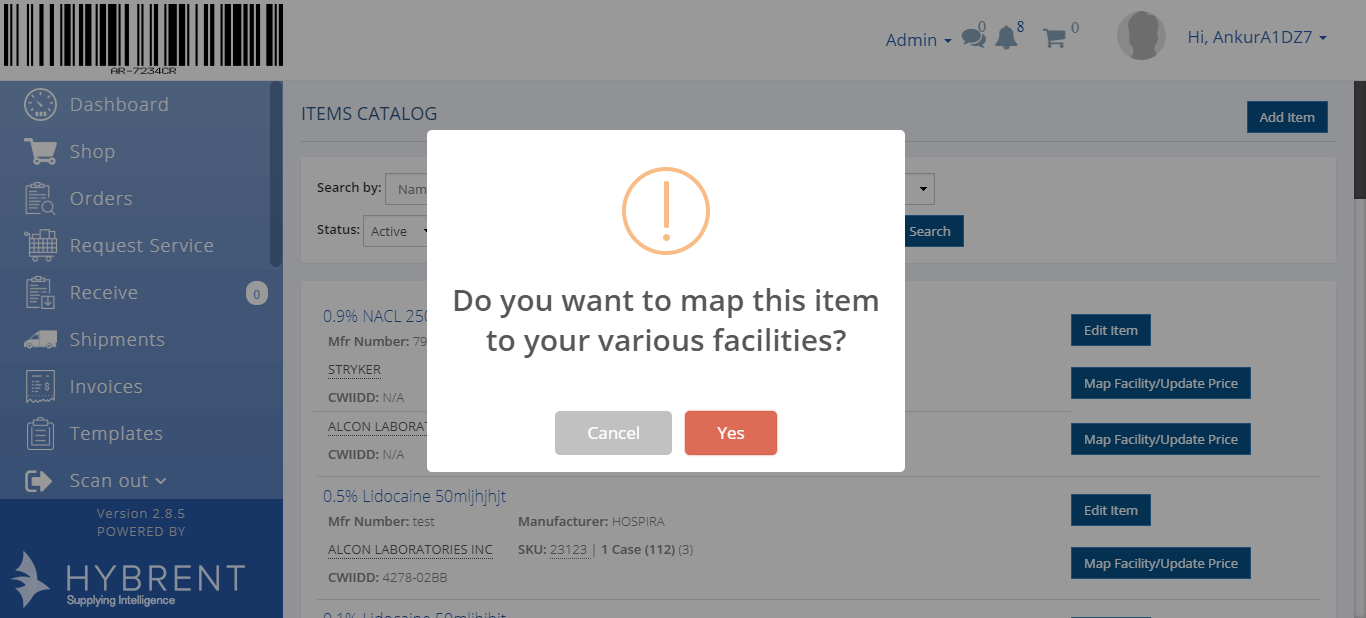 AR-7234CR
Admin
0
8
0
Hi, AnkurA1DZ7
Dashboard
Shop
Orders
Request Service
Receive
0
Shipments
Invoices
Templates
Scan out
Version 2.8.5
POWERED BY
HYBRENT
Supplying Intelligence
ITEMS CATALOG
Add Item
Search by:
Nam
Status:
Active
Search
Do you want to map this item
to your various facilities?
Cancel
Yes
0.9% NACL 250
Mfr Number: 79
STRYKER
CWIIDD: N/A
ALCON LABORAT
CWIIDD: N/A
Edit Item
Map Facility/Update Price
Map Facility/Update Price
0.5% Lidocaine 50mljhjhjt
Mfr Number: test
Manufacturer: HOSPIRA
ALCON LABORATORIES INC
SKU: 23123 | 1 Case (112) (3)
CWIIDD: 4278-02BB
Edit Item
Map Facility/Update Price
0.1% Lidocaine 50mljhjhjt